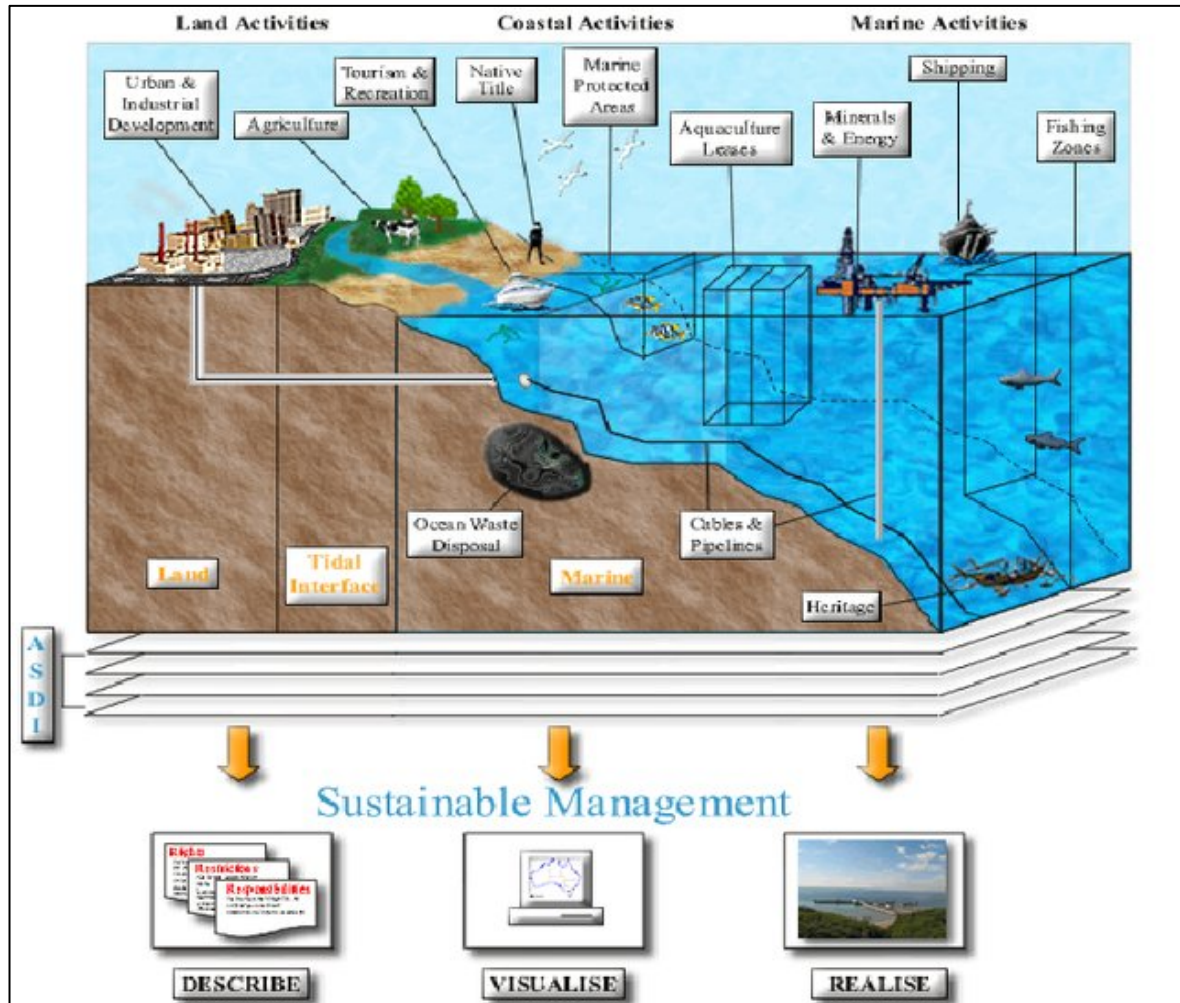 Land Activities
Coastal Activities
Marine Activities
Urban &
Industrial
Development
Agriculture
Tourism &
Recreation
Native
Title
Marine
Protected
Areas
Aquaculture
Leases
Minerals
& Energy
Shipping
Fishing
Zones
Ocean Waste
Disposal
Cables &
Pipelines
Heritage
Land
Tidal
Interface
Marine
A
S
D
I
Sustainable Management
Rights
Restrictions
Responsibilities
DESCRIBE
VISUALISE
REALISE